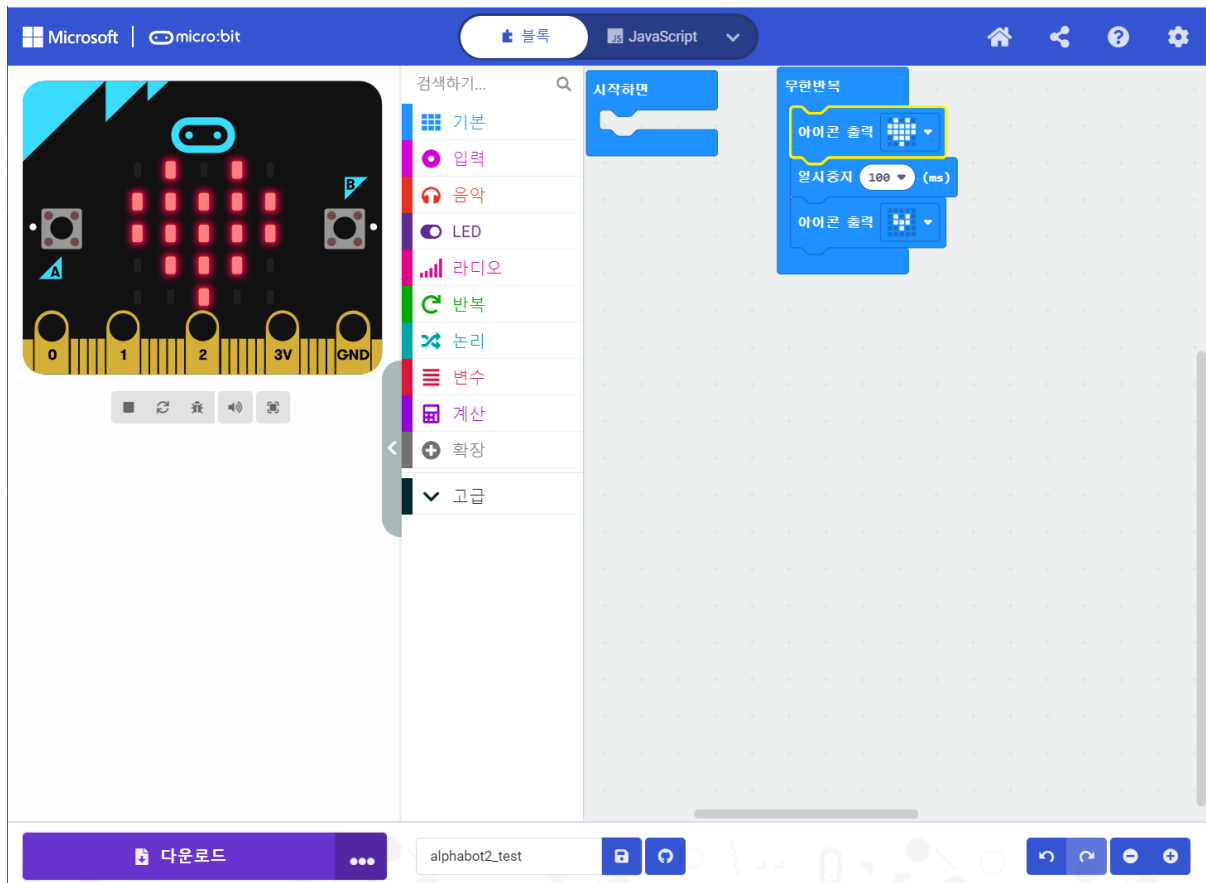 Microsoft micro:bit
블록
JavaScript
검색하기...
기본
입력
음악
LED
라디오
반복
논리
변수
계산
확장
고급
시작하면
무한반복
아이콘 출력
일시중지 100 (ms)
아이콘 출력
B
A
0 1 2 3V GND
다운로드
alphabot2_test